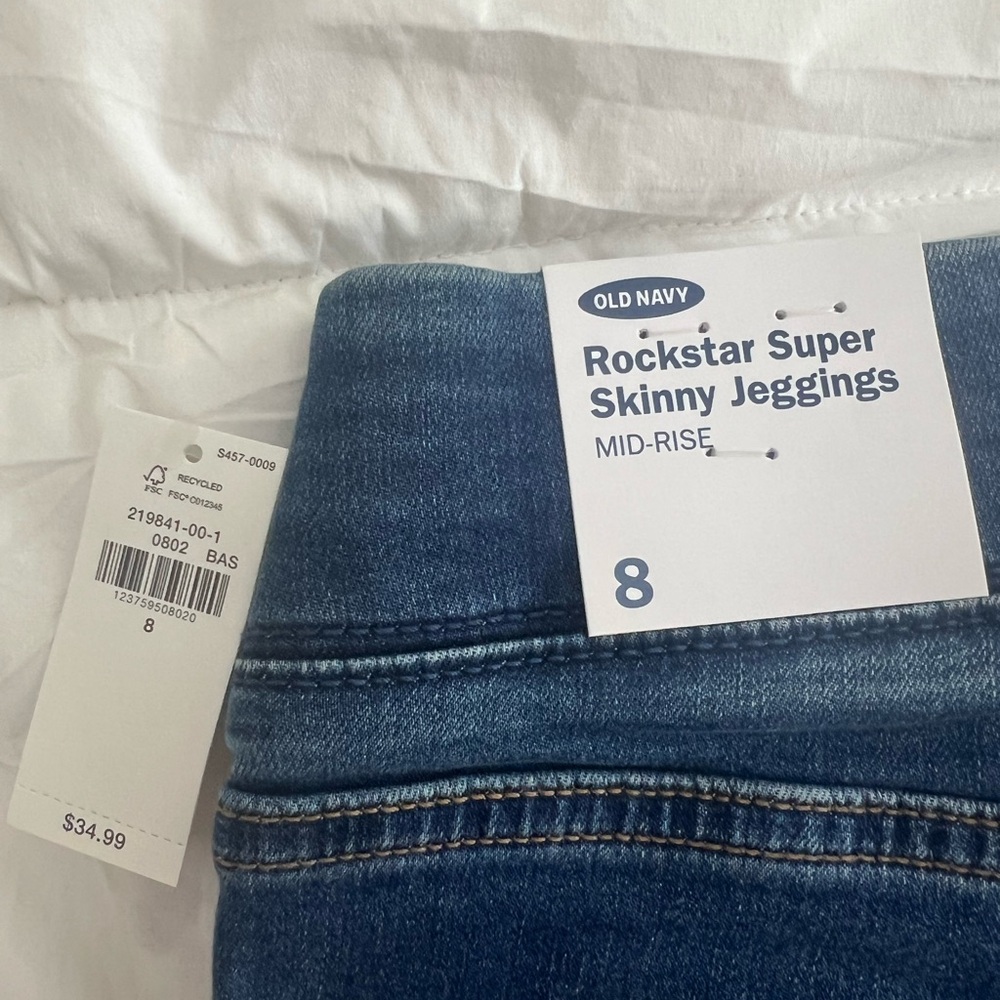 OLD NAVY
Rockstar Super
Skinny Jeggings
MID-RISE
8
S457-0009
RECYCLED
FSC FSC® C012345
219841-00-1
0802 BAS
123759508020
8
$34.99